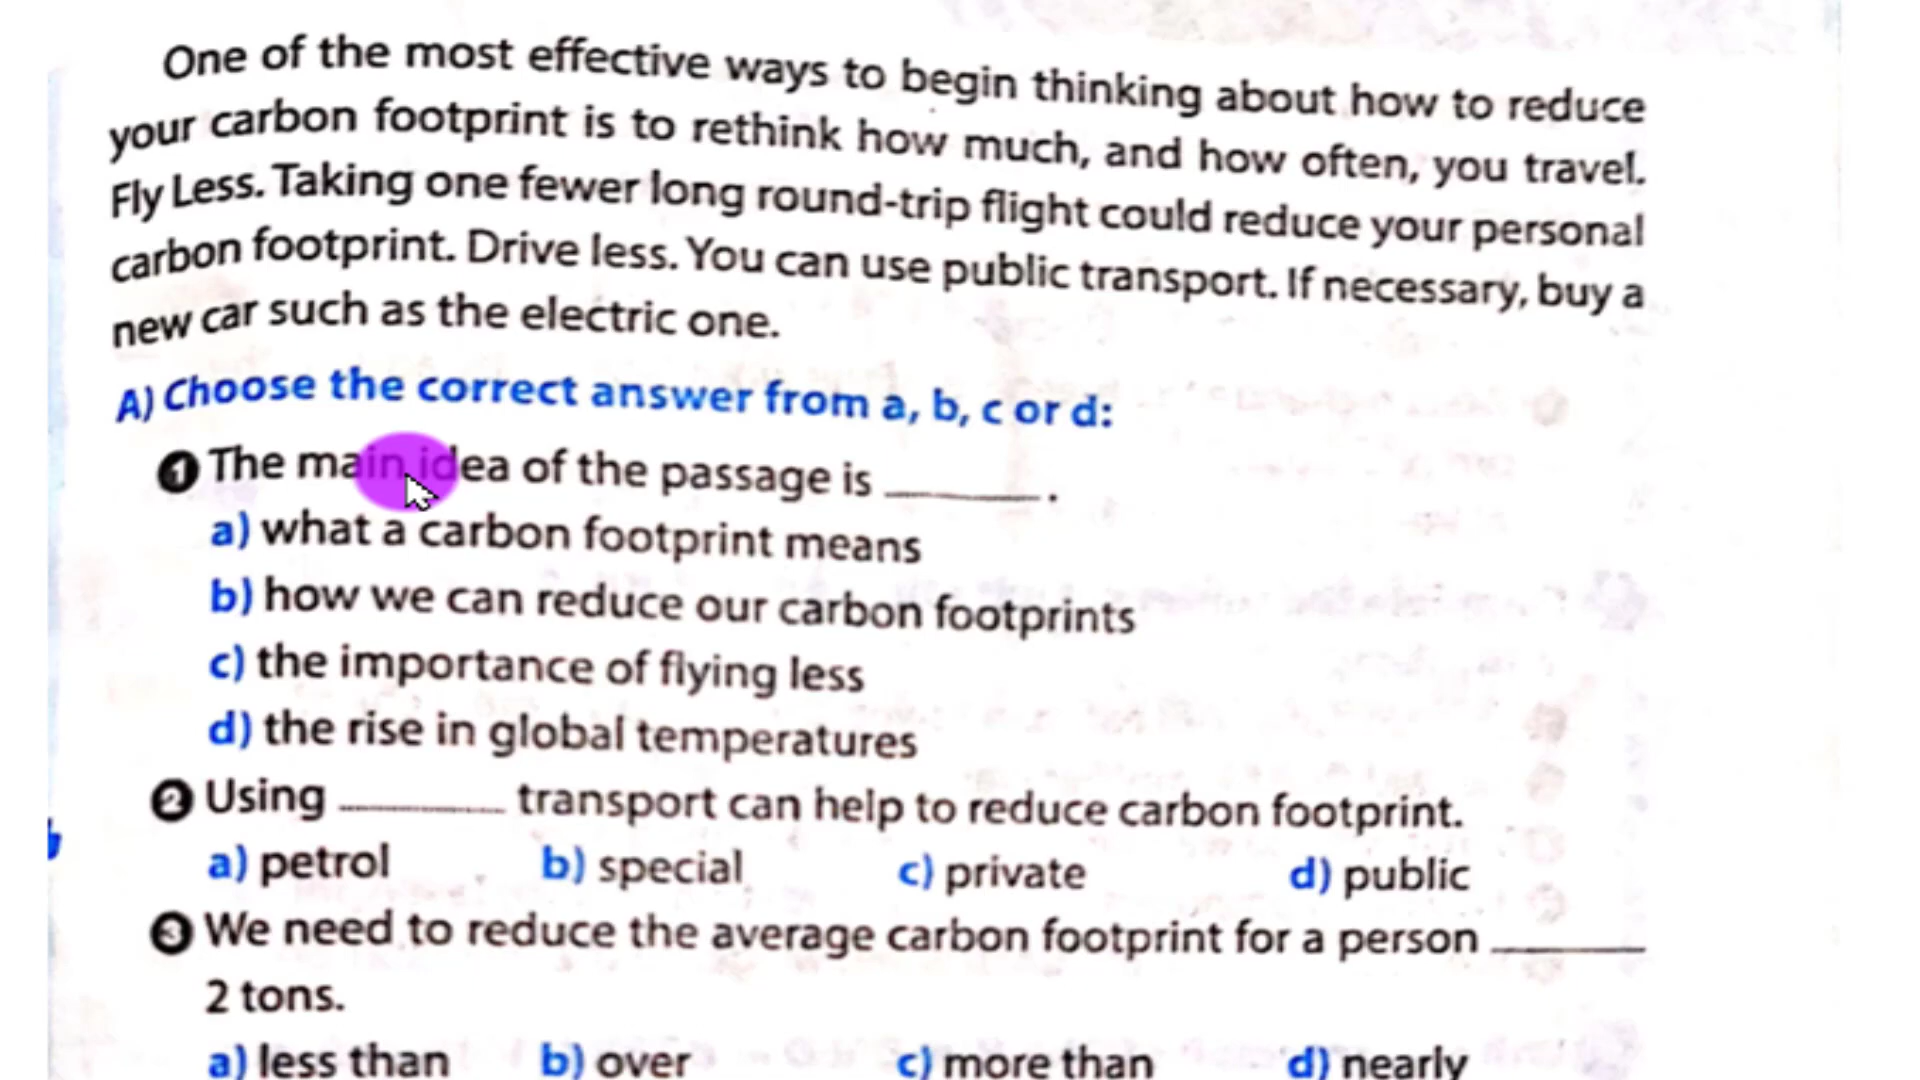 One of the most effective ways to begin thinking about how to reduce
your carbon footprint is to rethink how much, and how often, you travel.
Fly Less. Taking one fewer long round-trip flight could reduce your personal
carbon footprint. Drive less. You can use public transport. If necessary, buy a
new car such as the electric one.
A) Choose the correct answer from a, b, c or d:
1 The main idea of the passage is ________.
a) what a carbon footprint means
b) how we can reduce our carbon footprints
c) the importance of flying less
d) the rise in global temperatures
2 Using ________ transport can help to reduce carbon footprint.
a) petrol b) special c) private d) public
3 We need to reduce the average carbon footprint for a person ________
2 tons.
a) less than b) over c) more than d) nearly